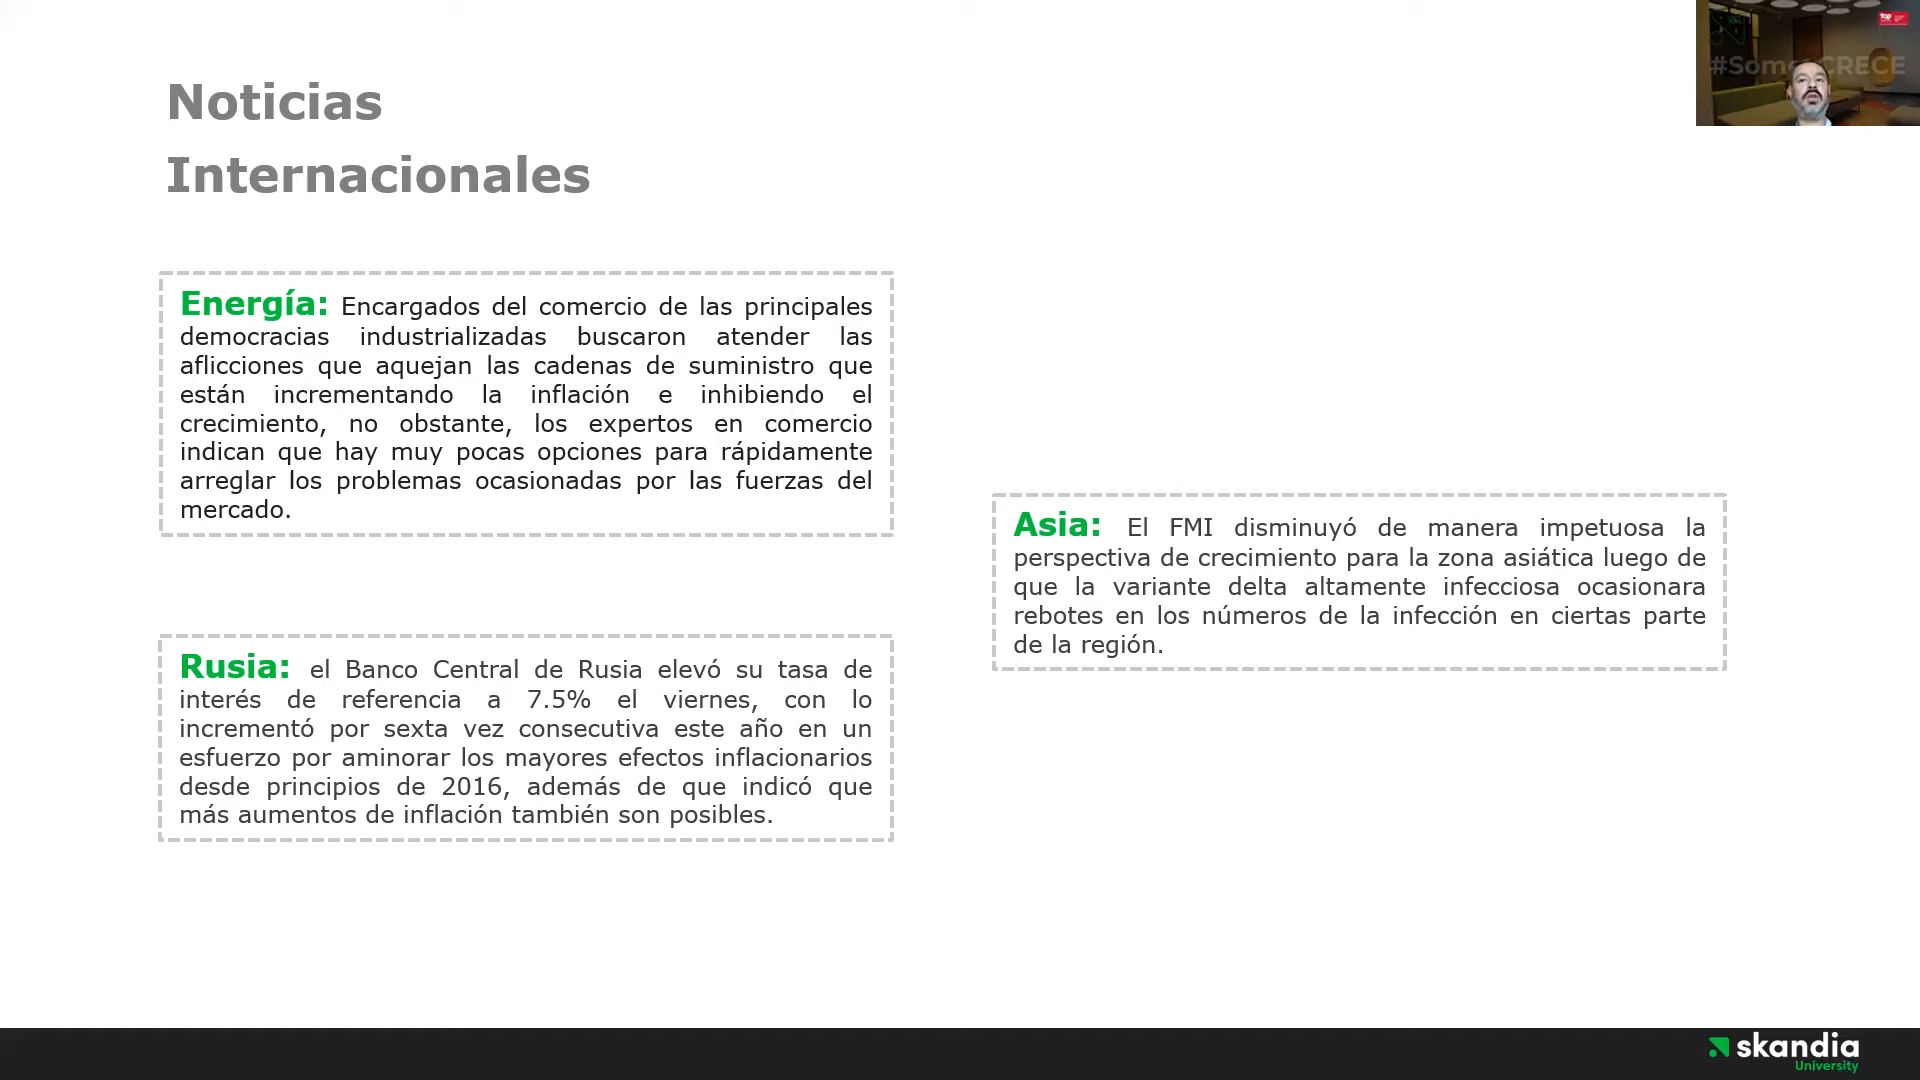 Noticias
Internacionales
Energía: Encargados del comercio de las principales
democracias industrializadas buscaron atender las
aflicciones que aquejan las cadenas de suministro que
están incrementando la inflación e inhibiendo el
crecimiento, no obstante, los expertos en comercio
indican que hay muy pocas opciones para rápidamente
arreglar los problemas ocasionadas por las fuerzas del
mercado.
Rusia: el Banco Central de Rusia elevó su tasa de
interés de referencia a 7.5% el viernes, con lo
incrementó por sexta vez consecutiva este año en un
esfuerzo por aminorar los mayores efectos inflacionarios
desde principios de 2016, además de que indicó que
más aumentos de inflación también son posibles.
Asia: El FMI disminuyó de manera impetuosa la
perspectiva de crecimiento para la zona asiática luego de
que la variante delta altamente infecciosa ocasionara
rebotes en los números de la infección en ciertas parte
de la región.
top
CRECE
skandia
University